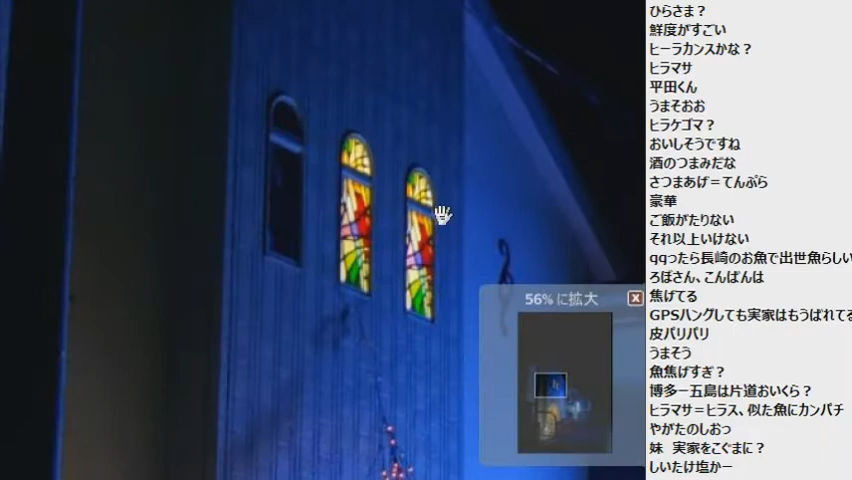 56% に拡大
ひらさま？
鮮度がすごい
ヒーラカンスかな？
ヒラマサ
平田くん
うまそおお
ヒラケゴマ？
おいしそうですね
酒のつまみだな
さつまあげ＝てんぷら
豪華
ご飯がたりない
それ以上いけない
ggったら長崎のお魚で出世魚らしい
ろぼさん、こんばんは
焦げてる
GPSハングしても実家はもうばれてる
皮パリパリ
うまそう
魚焦げすぎ？
博多ー五島は片道おいくら？
ヒラマサ＝ヒラス、似た魚にカンパチ
やがたのしおっ
妹　実家をこぐまに？
しいたけ塩かー